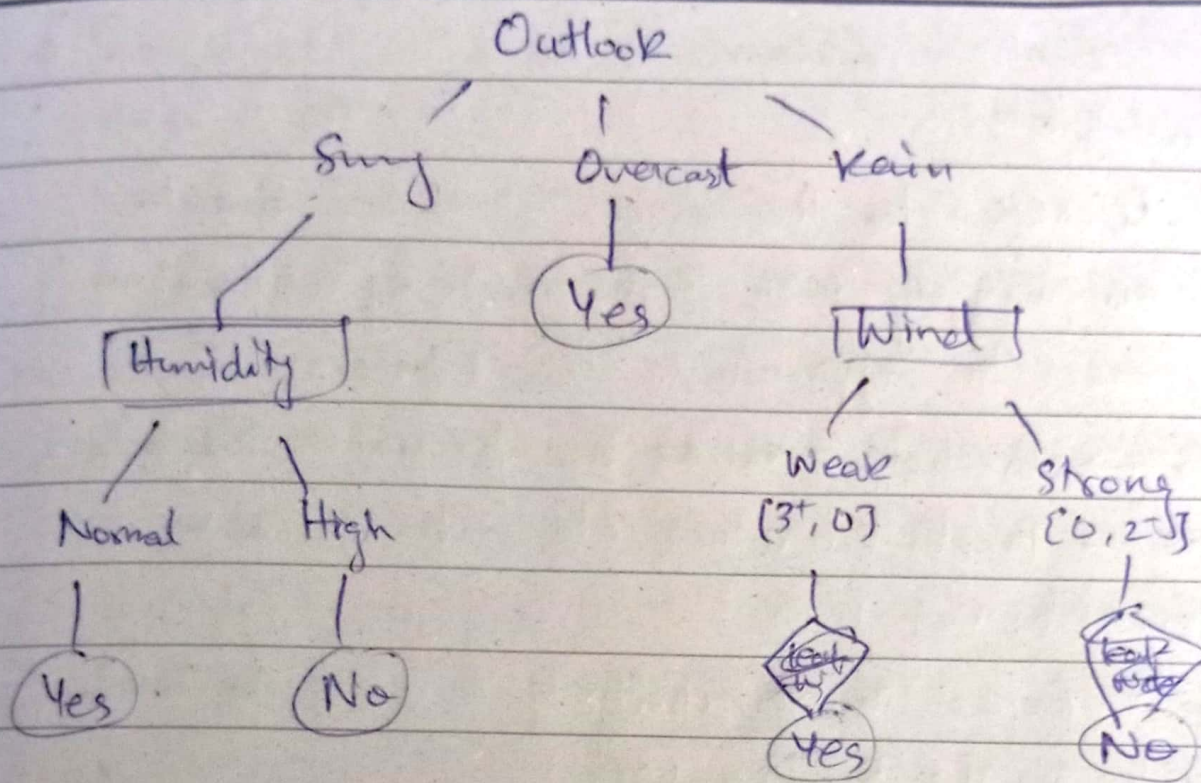 Outlook
Sunny Overcast Rain
Yes
Humidity Wind
Weak Strong
Normal High [3+, 0] [0, 2-]
Yes No
Yes No